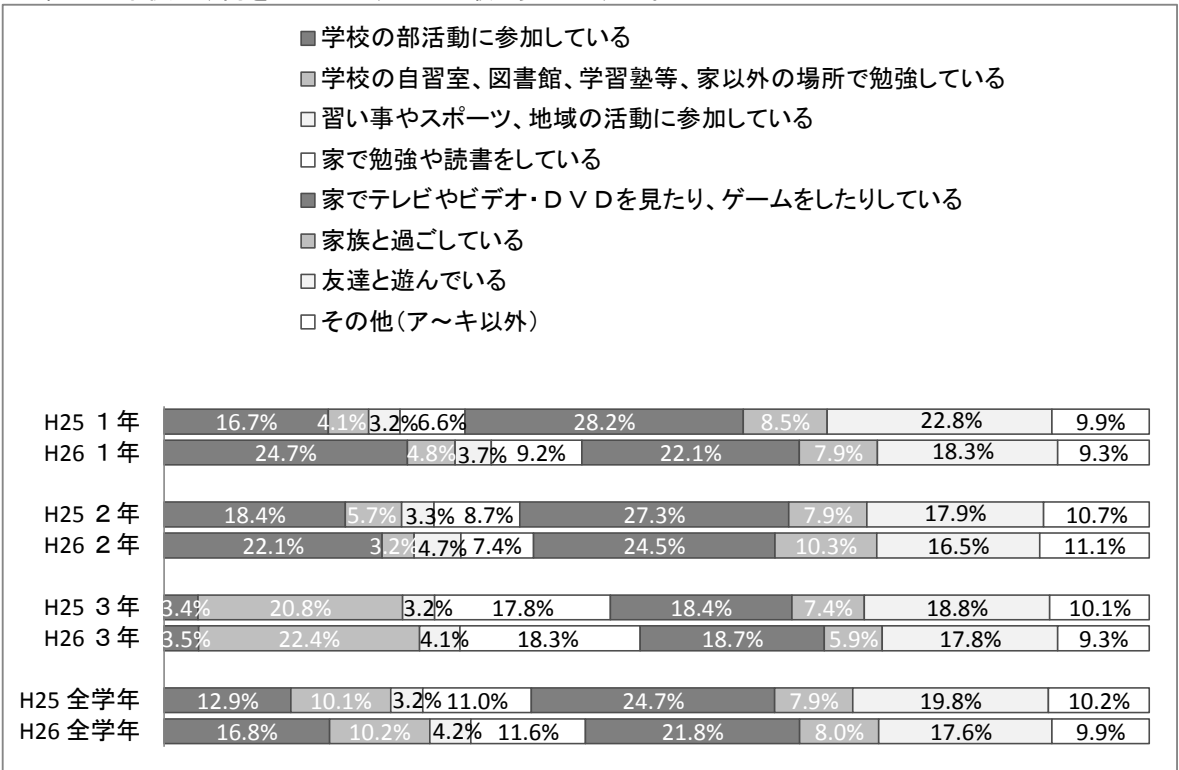 ■学校の部活動に参加している
■学校の自習室、図書館、学習塾等、家以外の場所で勉強している
□習い事やスポーツ、地域の活動に参加している
□家で勉強や読書をしている
■家でテレビやビデオ・ＤＶＤを見たり、ゲームをしたりしている
■家族と過ごしている
□友達と遊んでいる
□その他（ア～キ以外）
H25 １年 16.7% 4.1% 3.2% 6.6% 28.2% 8.5% 22.8% 9.9%
H26 １年 24.7% 4.8% 3.7% 9.2% 22.1% 7.9% 18.3% 9.3%
H25 ２年 18.4% 5.7% 3.3% 8.7% 27.3% 7.9% 17.9% 10.7%
H26 ２年 22.1% 3.2% 4.7% 7.4% 24.5% 10.3% 16.5% 11.1%
H25 ３年 3.4% 20.8% 3.2% 17.8% 18.4% 7.4% 18.8% 10.1%
H26 ３年 3.5% 22.4% 4.1% 18.3% 18.7% 5.9% 17.8% 9.3%
H25 全学年 12.9% 10.1% 3.2% 11.0% 24.7% 7.9% 19.8% 10.2%
H26 全学年 16.8% 10.2% 4.2% 11.6% 21.8% 8.0% 17.6% 9.9%